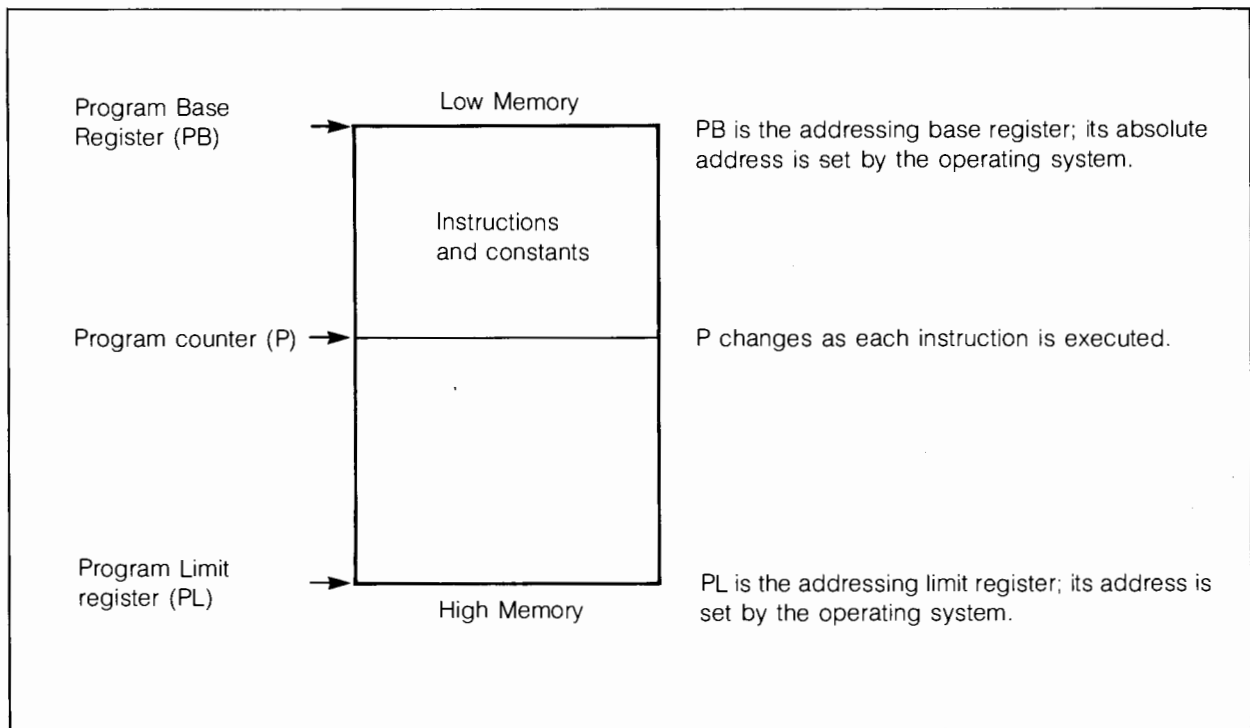 Program Base
Register (PB)
Low Memory
PB is the addressing base register; its absolute
address is set by the operating system.
Instructions
and constants
Program counter (P)
P changes as each instruction is executed.
Program Limit
register (PL)
High Memory
PL is the addressing limit register; its address is
set by the operating system.